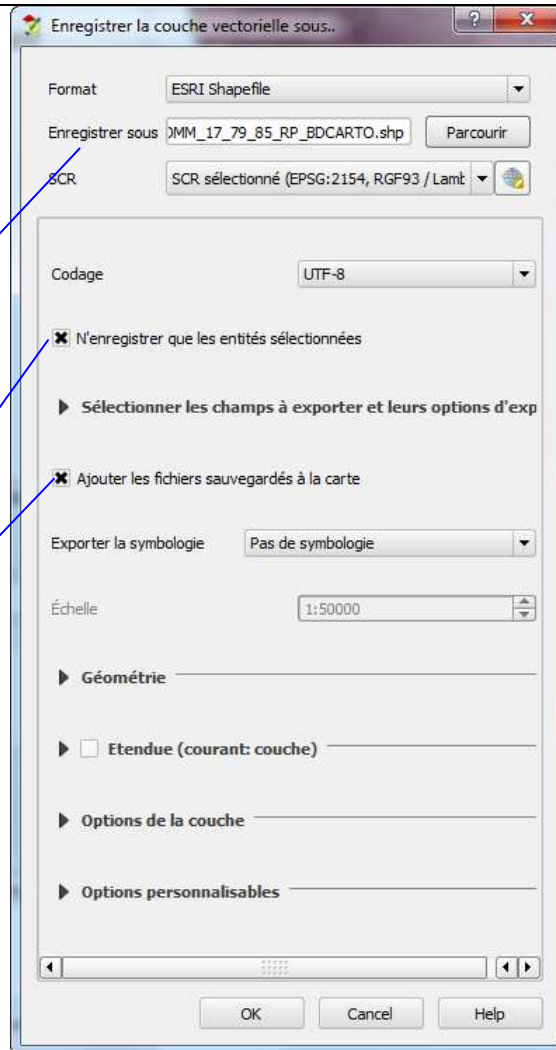 Enregistrer la couche vectorielle sous..
Format ESRI Shapefile
Enregistrer sous OMM_17_79_85_RP_BDCARTO.shp Parcourir
SCR SCR sélectionné (EPSG:2154, RGF93 / Lamb
Codage UTF-8
N'enregistrer que les entités sélectionnées
Sélectionner les champs à exporter et leurs options d'exp
Ajouter les fichiers sauvegardés à la carte
Exporter la symbologie Pas de symbologie
Échelle 1:50000
Géométrie
Etendue (courant: couche)
Options de la couche
Options personnalisables
OK Cancel Help